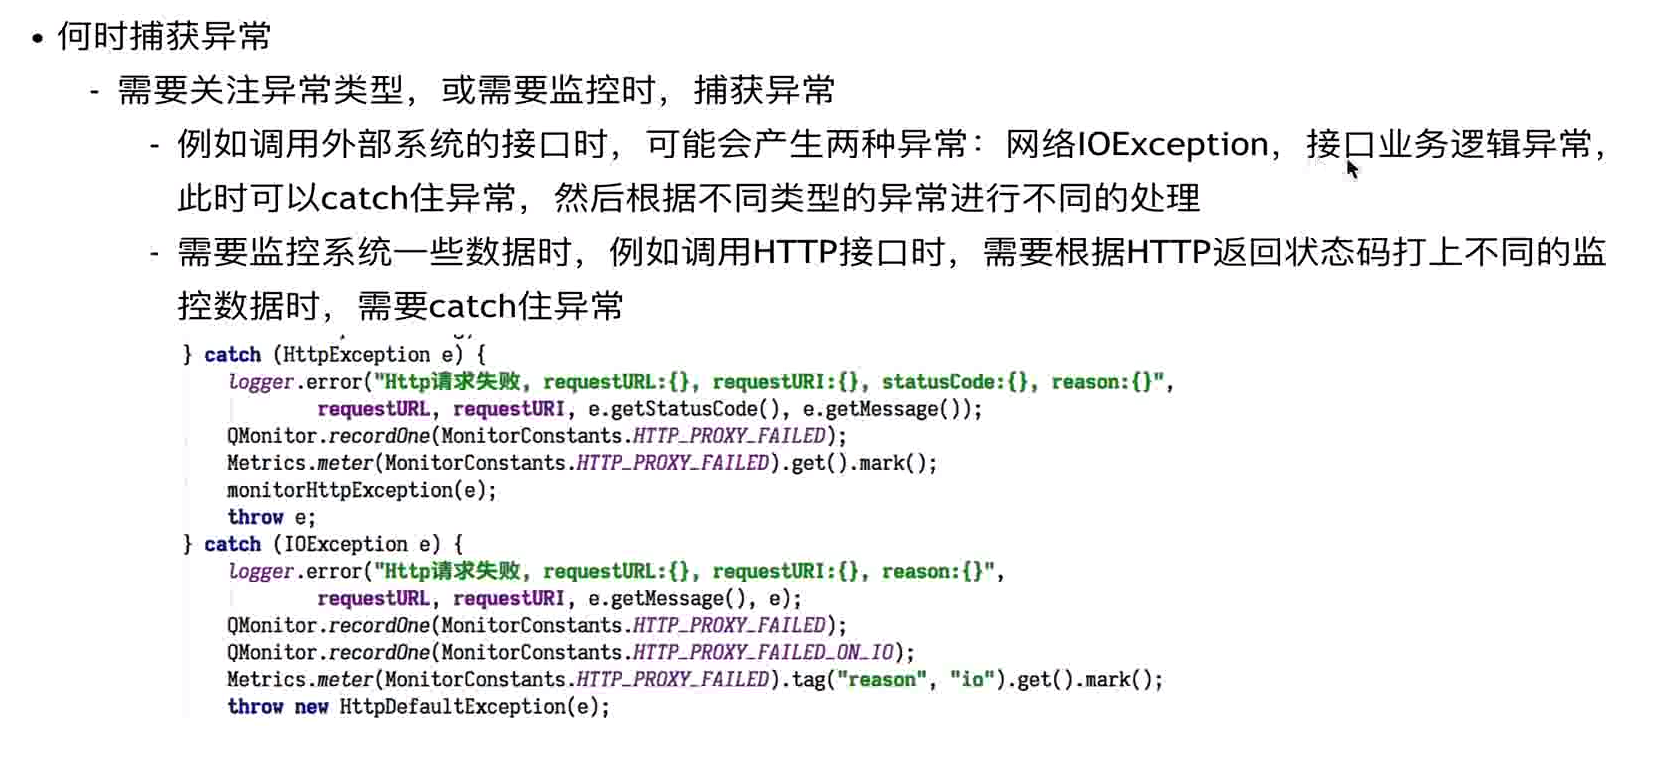 • 何时捕获异常
- 需要关注异常类型，或需要监控时，捕获异常
- 例如调用外部系统的接口时，可能会产生两种异常：网络IOException，接口业务逻辑异常，
此时可以catch住异常，然后根据不同类型的异常进行不同的处理
- 需要监控系统一些数据时，例如调用HTTP接口时，需要根据HTTP返回状态码打上不同的监
控数据时，需要catch住异常
} catch (HttpException e) {
logger.error("Http请求失败, requestURL:{}, requestURI:{}, statusCode:{}, reason:{}",
requestURL, requestURI, e.getStatusCode(), e.getMessage());
QMonitor.recordOne(MonitorConstants.HTTP_PROXY_FAILED);
Metrics.meter(MonitorConstants.HTTP_PROXY_FAILED).get().mark();
monitorHttpException(e);
throw e;
} catch (IOException e) {
logger.error("Http请求失败, requestURL:{}, requestURI:{}, reason:{}",
requestURL, requestURI, e.getMessage(), e);
QMonitor.recordOne(MonitorConstants.HTTP_PROXY_FAILED);
QMonitor.recordOne(MonitorConstants.HTTP_PROXY_FAILED_ON_IO);
Metrics.meter(MonitorConstants.HTTP_PROXY_FAILED).tag("reason", "io").get().mark();
throw new HttpDefaultException(e);